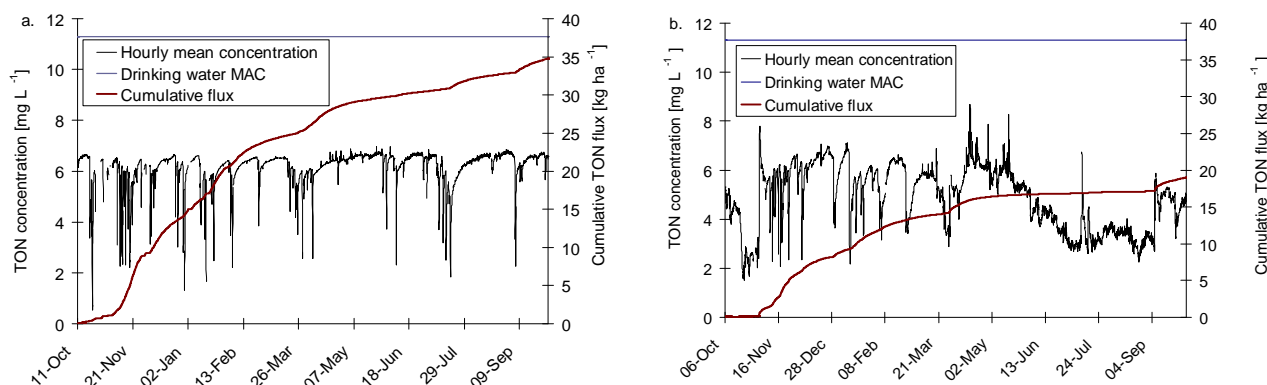 a.
TON concentration [mg L -1]
12
10
8
6
4
2
0
Hourly mean concentration
Drinking water MAC
Cumulative flux
40
35
30
25
20
15
10
5
0
Cumulative TON flux [kg ha -1]
11-Oct
21-Nov
02-Jan
13-Feb
26-Mar
07-May
18-Jun
29-Jul
09-Sep
b.
TON concentration [mg L -1]
12
10
8
6
4
2
0
Hourly mean concentration
Drinking water MAC
Cumulative flux
40
35
30
25
20
15
10
5
0
Cumulative TON flux [kg ha -1]
06-Oct
16-Nov
28-Dec
08-Feb
21-Mar
02-May
13-Jun
24-Jul
04-Sep